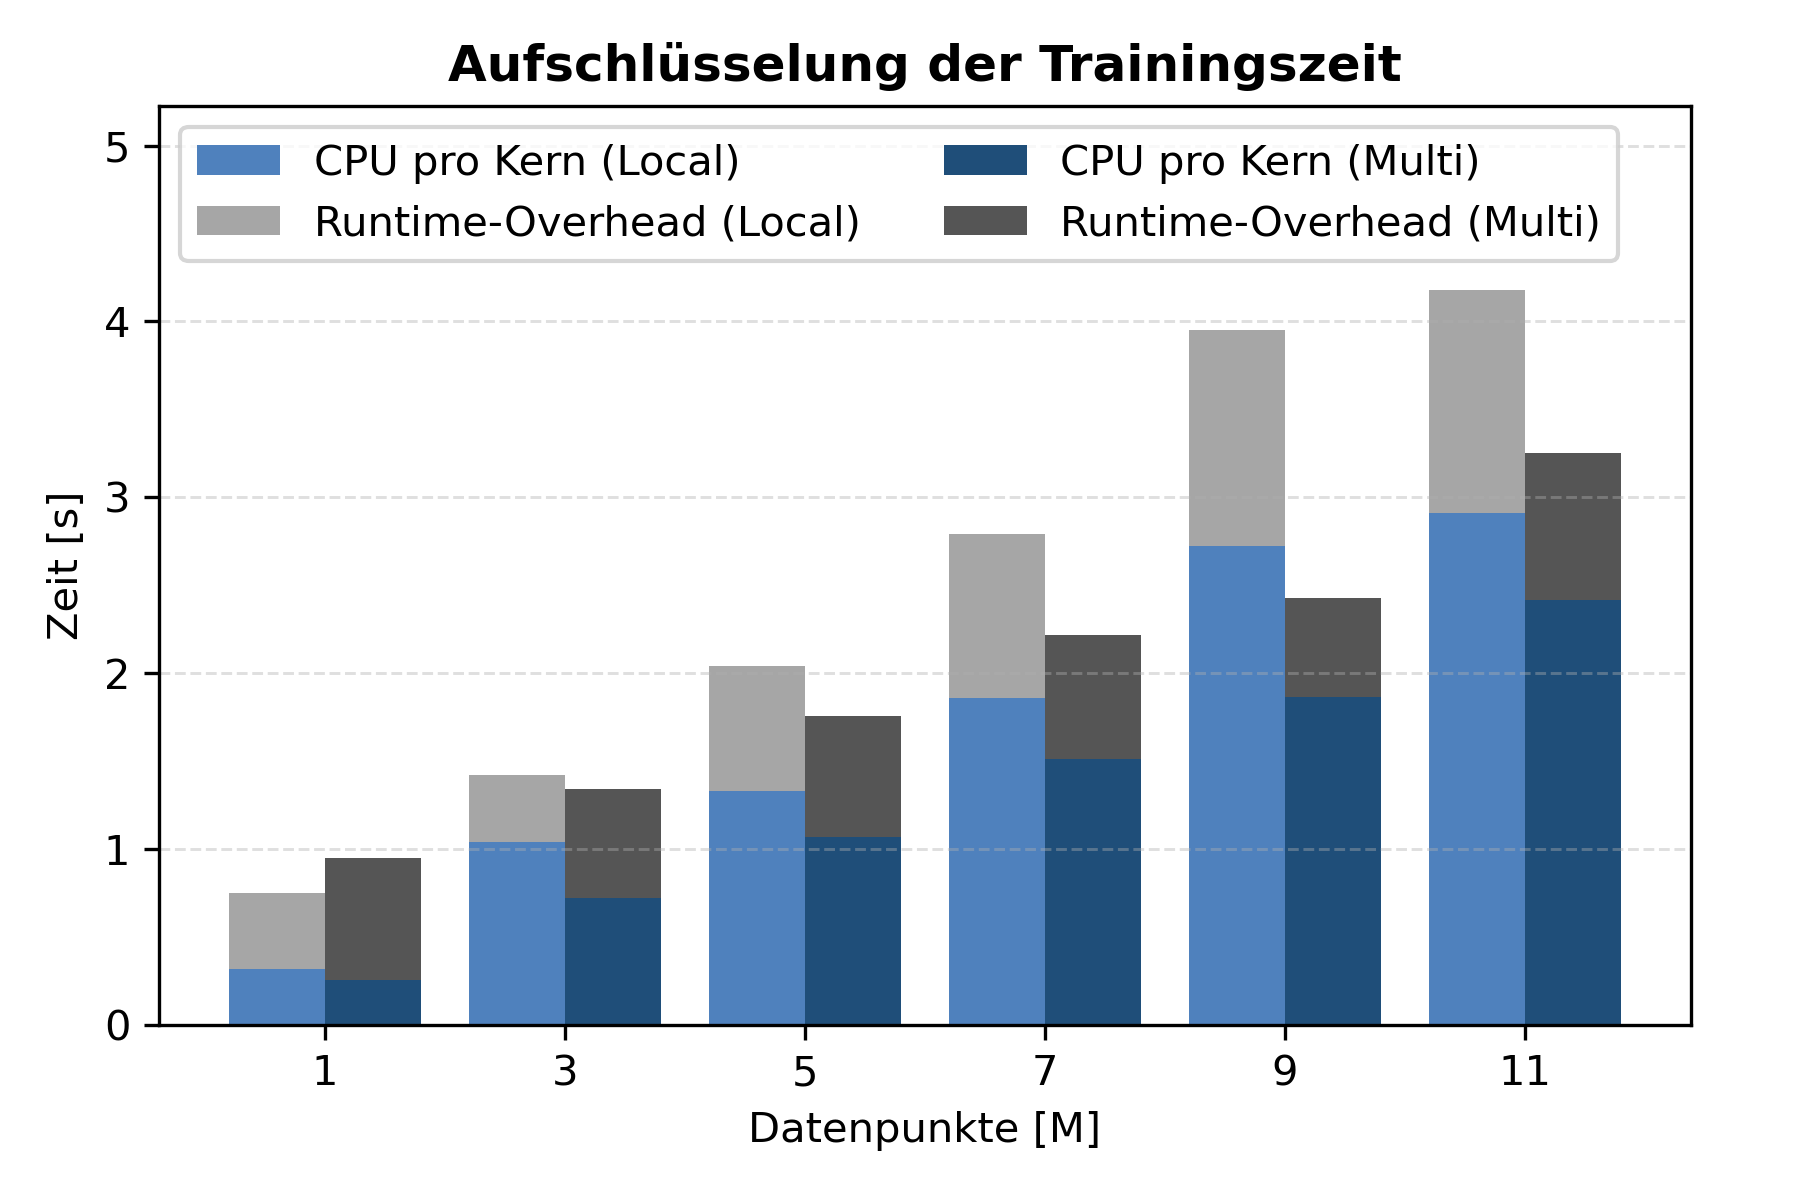 Aufschlüsselung der Trainingszeit
CPU pro Kern (Local)
Runtime-Overhead (Local)
CPU pro Kern (Multi)
Runtime-Overhead (Multi)
Zeit [s]
5
4
3
2
1
0
1 3 5 7 9 11
Datenpunkte [M]